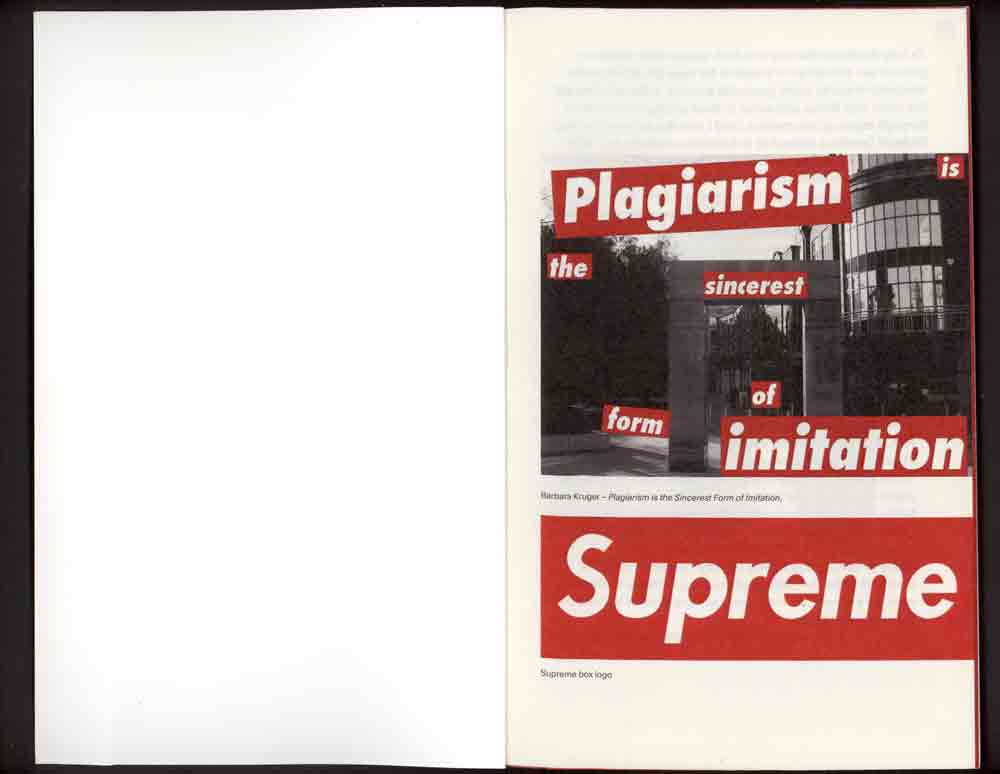 Plagiarism is
the
sincerest
form
of
imitation
Barbara Kruger – Plagiarism is the Sincerest Form of Imitation,
Supreme
Supreme box logo